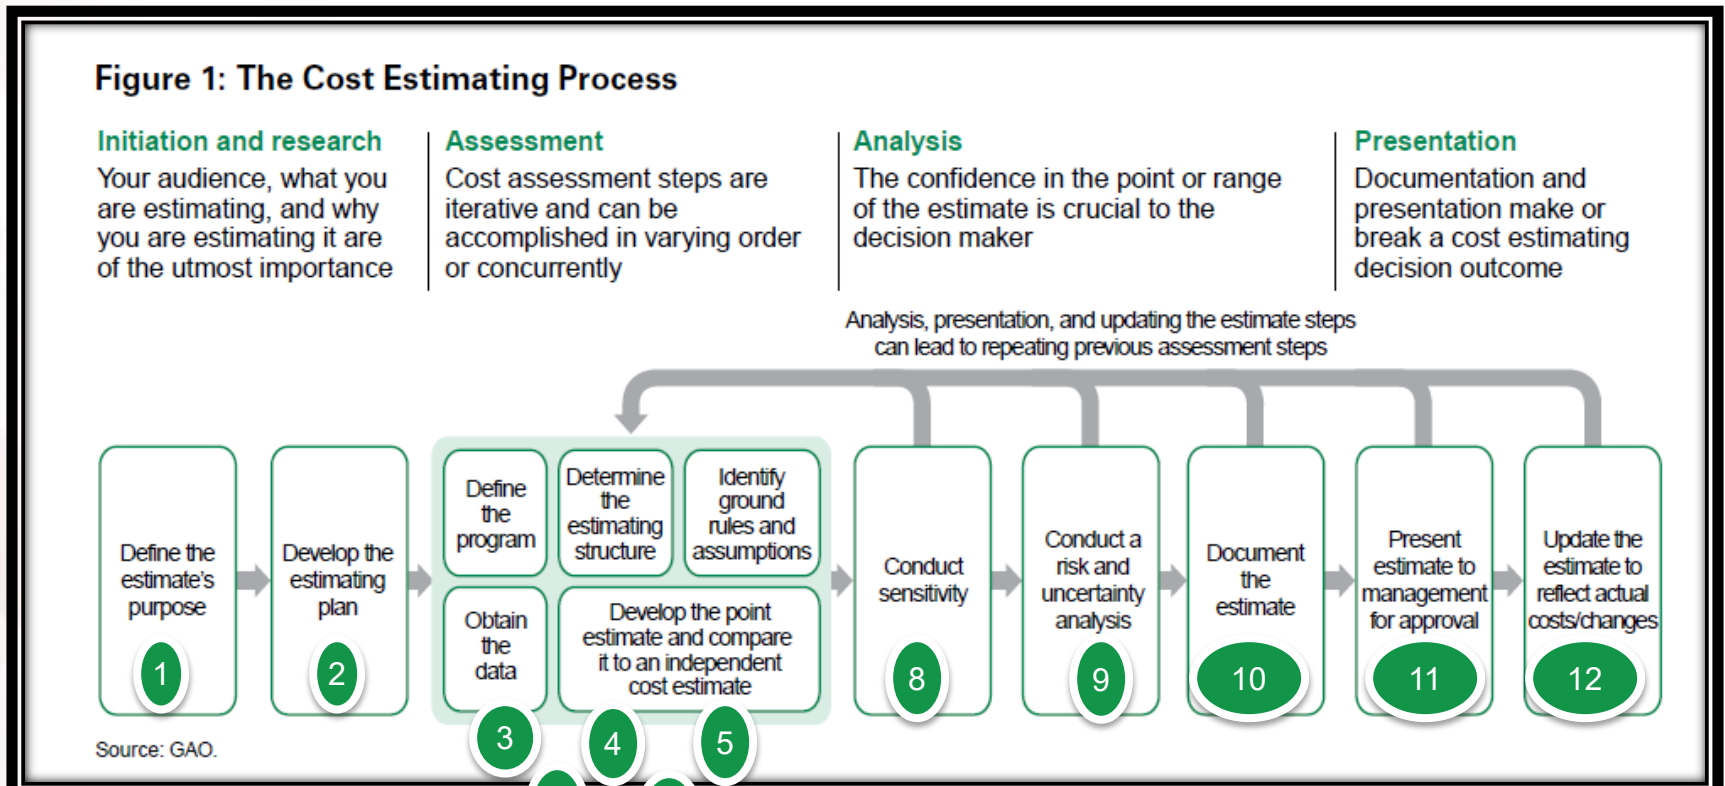 Figure 1: The Cost Estimating Process
Initiation and research
Your audience, what you
are estimating, and why
you are estimating it are
of the utmost importance
Assessment
Cost assessment steps are
iterative and can be
accomplished in varying order
or concurrently
Analysis
The confidence in the point or range
of the estimate is crucial to the
decision maker
Presentation
Documentation and
presentation make or
break a cost estimating
decision outcome
Analysis, presentation, and updating the estimate steps
can lead to repeating previous assessment steps
Define the
estimate's
purpose
1
Develop the
estimating
plan
2
Define
the
program
Determine
the
estimating
structure
Identify
ground
rules and
assumptions
Obtain
the
data
Develop the point
estimate and compare
it to an independent
cost estimate
3
4
5
Conduct
sensitivity
8
Conduct a
risk and
uncertainty
analysis
9
Document
the
estimate
10
Present
estimate to
management
for approval
11
Update the
estimate to
reflect actual
costs/changes
12
Source: GAO.